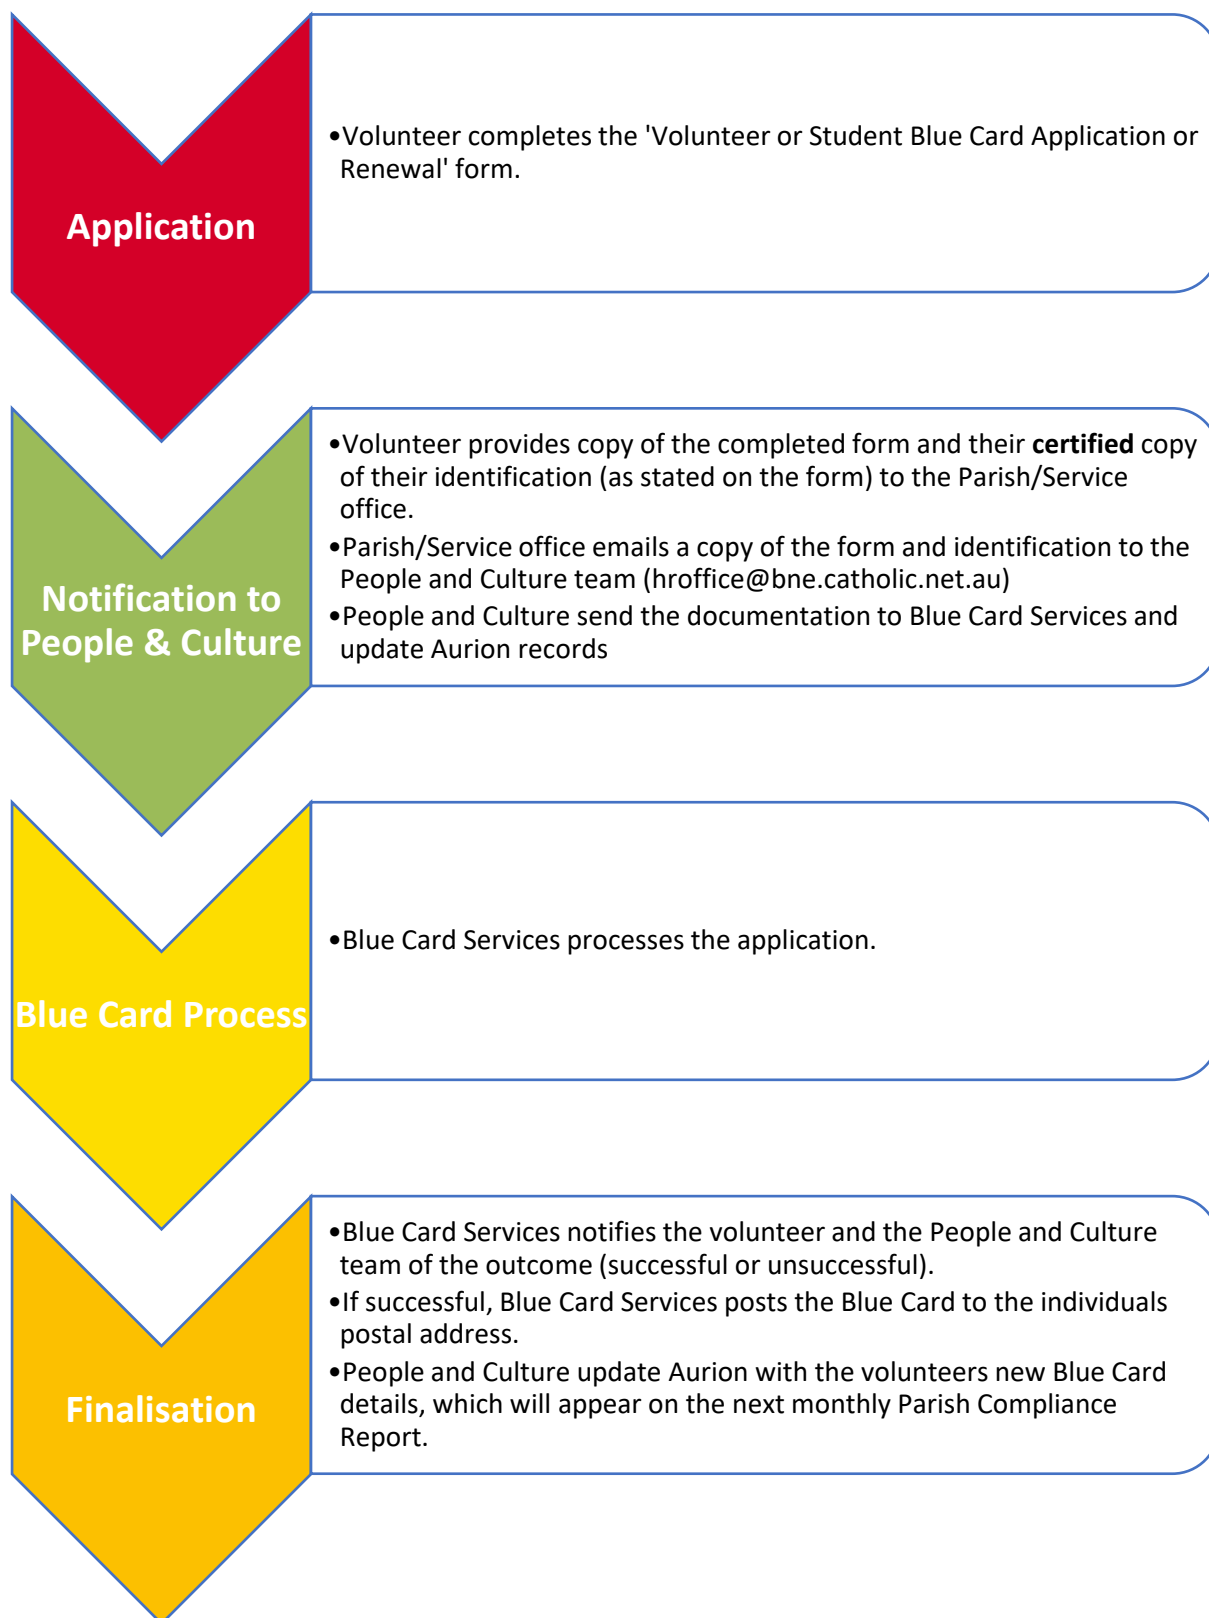 Application
•Volunteer completes the 'Volunteer or Student Blue Card Application or
Renewal' form.
Notification to
People & Culture
•Volunteer provides copy of the completed form and their certified copy
of their identification (as stated on the form) to the Parish/Service
office.
•Parish/Service office emails a copy of the form and identification to the
People and Culture team (hroffice@bne.catholic.net.au)
•People and Culture send the documentation to Blue Card Services and
update Aurion records
Blue Card Process
•Blue Card Services processes the application.
Finalisation
•Blue Card Services notifies the volunteer and the People and Culture
team of the outcome (successful or unsuccessful).
•If successful, Blue Card Services posts the Blue Card to the individuals
postal address.
•People and Culture update Aurion with the volunteers new Blue Card
details, which will appear on the next monthly Parish Compliance
Report.